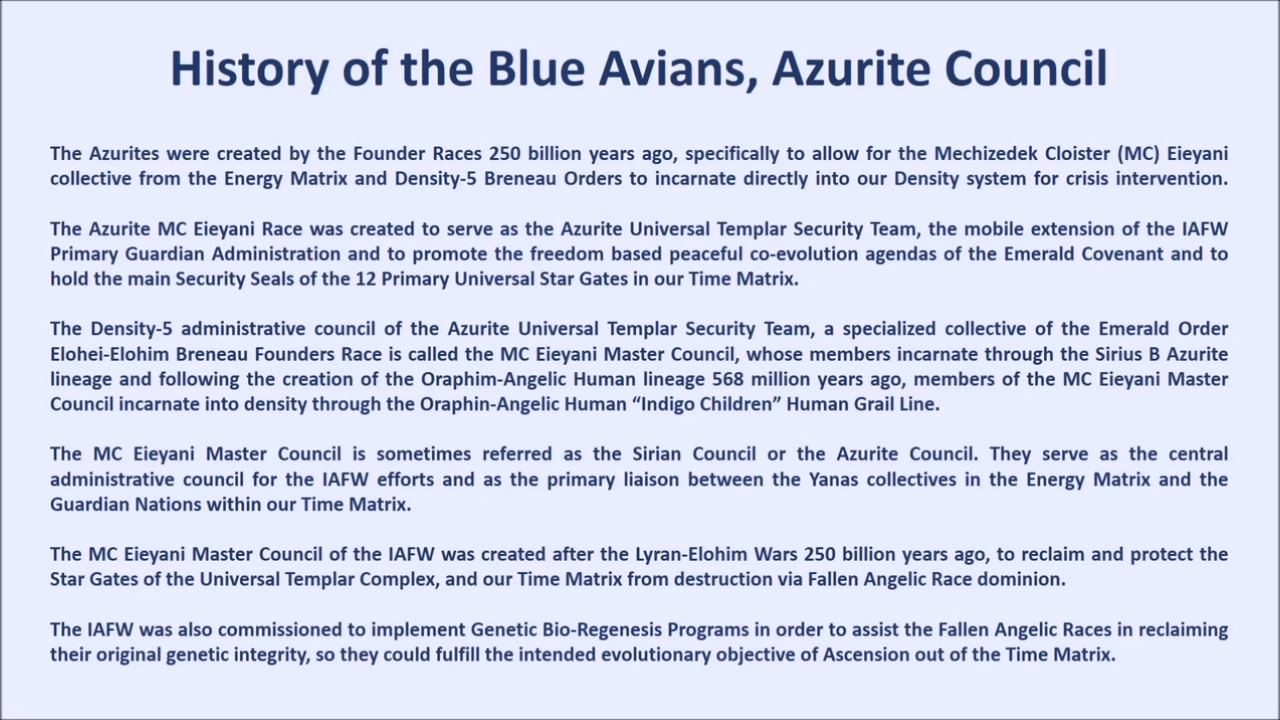 History of the Blue Avians, Azurite Council
The Azurites were created by the Founder Races 250 billion years ago, specifically to allow for the Mechizedek Cloister (MC) Eieyani
collective from the Energy Matrix and Density-5 Breneau Orders to incarnate directly into our Density system for crisis intervention.
The Azurite MC Eieyani Race was created to serve as the Azurite Universal Templar Security Team, the mobile extension of the IAFW
Primary Guardian Administration and to promote the freedom based peaceful co-evolution agendas of the Emerald Covenant and to
hold the main Security Seals of the 12 Primary Universal Star Gates in our Time Matrix.
The Density-5 administrative council of the Azurite Universal Templar Security Team, a specialized collective of the Emerald Order
Elohei-Elohim Breneau Founders Race is called the MC Eieyani Master Council, whose members incarnate through the Sirius B Azurite
lineage and following the creation of the Oraphim-Angelic Human lineage 568 million years ago, members of the MC Eieyani Master
Council incarnate into density through the Oraphin-Angelic Human “Indigo Children” Human Grail Line.
The MC Eieyani Master Council is sometimes referred as the Sirian Council or the Azurite Council. They serve as the central
administrative council for the IAFW efforts and as the primary liaison between the Yanas collectives in the Energy Matrix and the
Guardian Nations within our Time Matrix.
The MC Eieyani Master Council of the IAFW was created after the Lyran-Elohim Wars 250 billion years ago, to reclaim and protect the
Star Gates of the Universal Templar Complex, and our Time Matrix from destruction via Fallen Angelic Race dominion.
The IAFW was also commissioned to implement Genetic Bio-Regenesis Programs in order to assist the Fallen Angelic Races in reclaiming
their original genetic integrity, so they could fulfill the intended evolutionary objective of Ascension out of the Time Matrix.